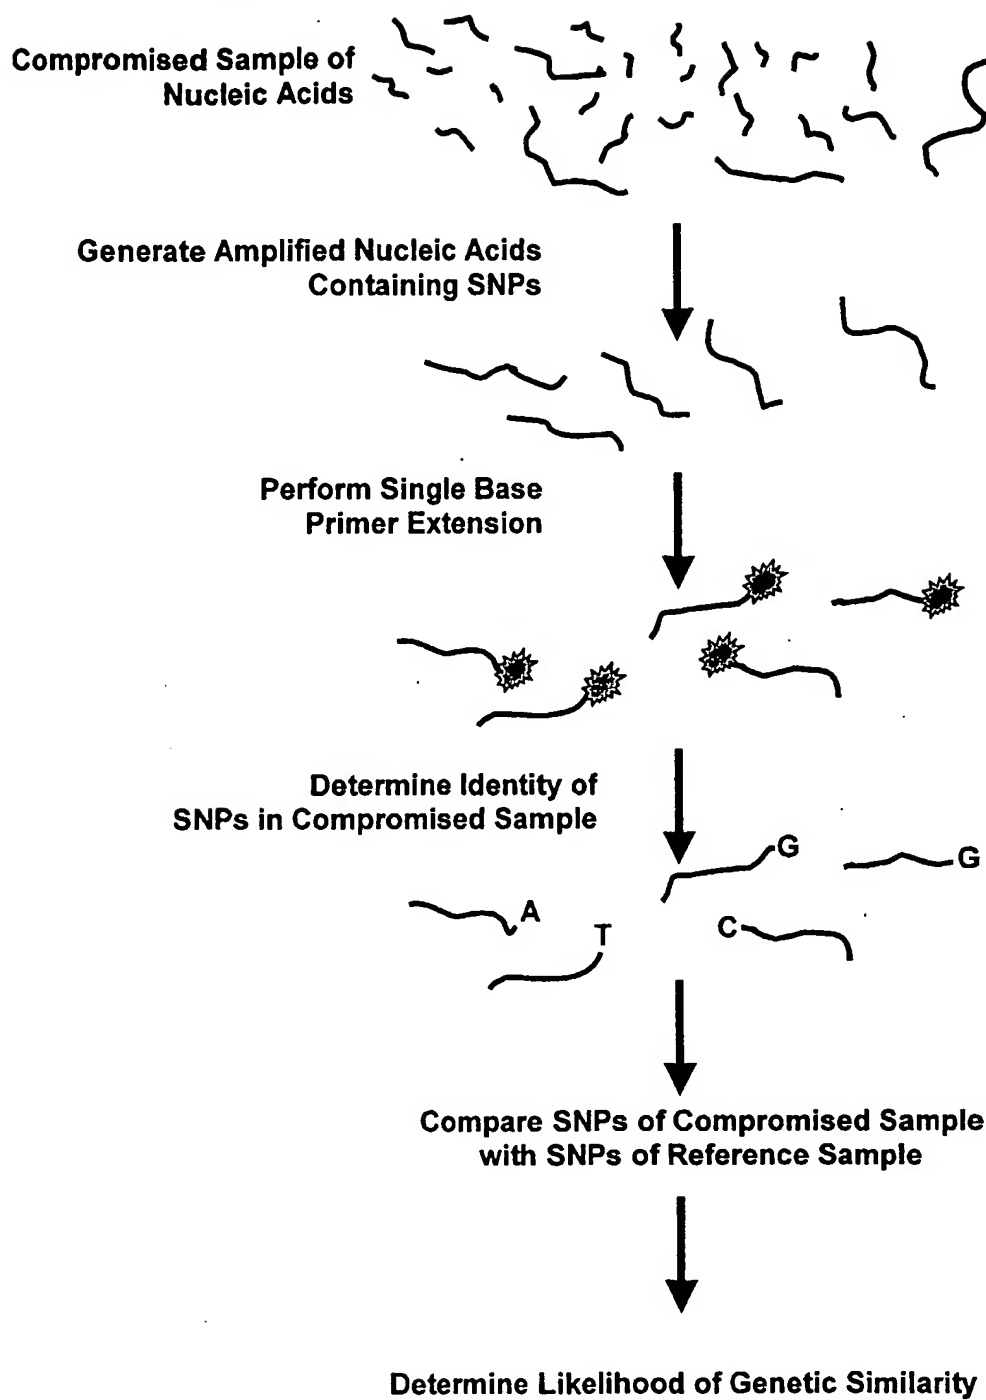 Compromised Sample of
Nucleic Acids
Generate Amplified Nucleic Acids
Containing SNPs
Perform Single Base
Primer Extension
Determine Identity of
SNPs in Compromised Sample
G
G
A
T
C
Compare SNPs of Compromised Sample
with SNPs of Reference Sample
Determine Likelihood of Genetic Similarity